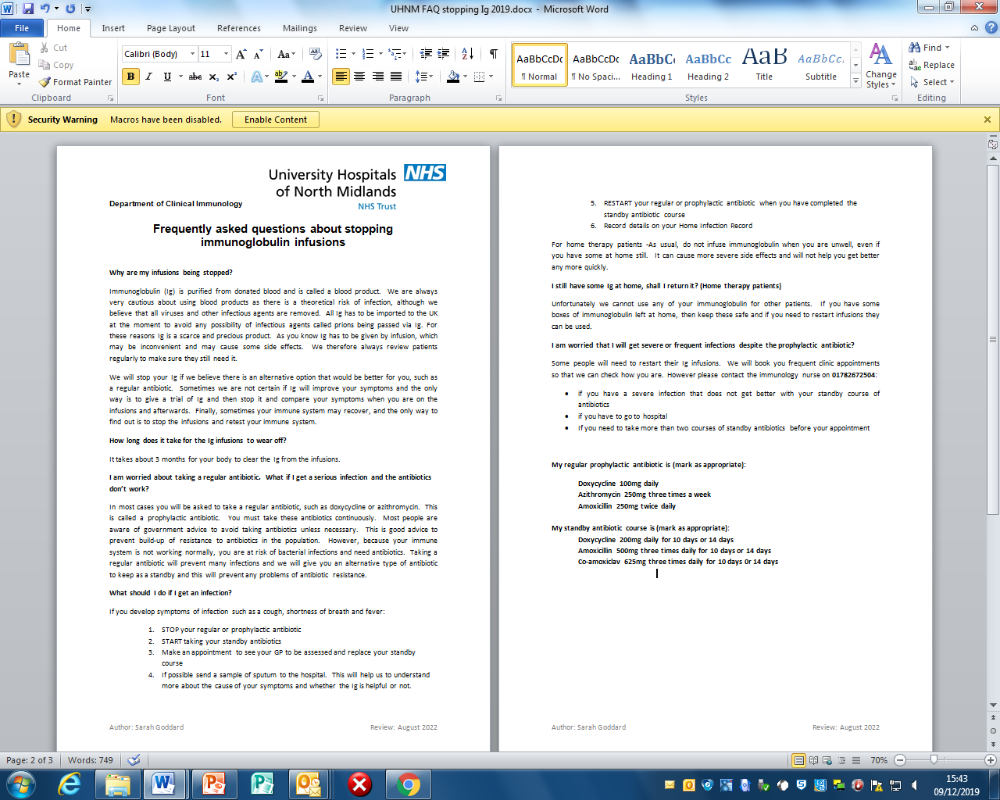 UHNM FAQ stopping Ig 2019.docx - Microsoft Word
File Home Insert Page Layout References Mailings Review View
Paste
Cut
Copy
Format Painter
Clipboard
Calibri (Body) 11
B I U abc x₂ x²
Font
Paragraph
AaBbCcDc AaBbCcDc AaBbCc AaBbCc AaB AaBbCcI
¶ Normal ¶ No Spaci... Heading 1 Heading 2 Title Subtitle
Styles
Change Styles
Find
Replace
Select
Editing
Security Warning Macros have been disabled. Enable Content
University Hospitals NHS
of North Midlands
NHS Trust
Department of Clinical Immunology
Frequently asked questions about stopping
immunoglobulin infusions
Why are my infusions being stopped?
Immunoglobulin (Ig) is purified from donated blood and is called a blood product. We are always
very cautious about using blood products as there is a theoretical risk of infection, although we
believe that all viruses and other infectious agents are removed. All Ig has to be imported to the UK
at the moment to avoid any possibility of infectious agents called prions being passed via Ig. For
these reasons Ig is a scarce and precious product. As you know Ig has to be given by infusion, which
may be inconvenient and may cause some side effects. We therefore always review patients
regularly to make sure they still need it.
We will stop your Ig if we believe there is an alternative option that would be better for you, such as
a regular antibiotic. Sometimes we are not certain if Ig will improve your symptoms and the only
way is to give a trial of Ig and then stop it and compare your symptoms when you are on the
infusions and afterwards. Finally, sometimes your immune system may recover, and the only way to
find out is to stop the infusions and retest your immune system.
How long does it take for the Ig infusions to wear off?
It takes about 3 months for your body to clear the Ig from the infusions.
I am worried about taking a regular antibiotic. What if I get a serious infection and the antibiotics
don't work?
In most cases you will be asked to take a regular antibiotic, such as doxycycline or azithromycin. This
is called a prophylactic antibiotic. You must take these antibiotics continuously. Most people are
aware of government advice to avoid taking antibiotics unless necessary. This is good advice to
prevent build-up of resistance to antibiotics in the population. However, because your immune
system is not working normally, you are at risk of bacterial infections and need antibiotics. Taking a
regular antibiotic will prevent many infections and we will give you an alternative type of antibiotic
to keep as a standby and this will prevent any problems of antibiotic resistance.
What should I do if I get an infection?
If you develop symptoms of infection such as a cough, shortness of breath and fever:
1. STOP your regular or prophylactic antibiotic
2. START taking your standby antibiotics
3. Make an appointment to see your GP to be assessed and replace your standby
course
4. If possible send a sample of sputum to the hospital. This will help us to understand
more about the cause of your symptoms and whether the Ig is helpful or not.
Author: Sarah Goddard Review: August 2022
5. RESTART your regular or prophylactic antibiotic when you have completed the
standby antibiotic course
6. Record details on your Home Infection Record
For home therapy patients -As usual, do not infuse immunoglobulin when you are unwell, even if
you have some at home still. It can cause more severe side effects and will not help you get better
any more quickly.
I still have some Ig at home, shall I return it? (Home therapy patients)
Unfortunately we cannot use any of your immunoglobulin for other patients. If you have some
boxes of immunoglobulin left at home, then keep these safe and if you need to restart infusions they
can be used.
I am worried that I will get severe or frequent infections despite the prophylactic antibiotic?
Some people will need to restart their Ig infusions. We will book you frequent clinic appointments
so that we can check how you are. However please contact the immunology nurse on 01782672504:
• if you have a severe infection that does not get better with your standby course of
antibiotics
• if you have to go to hospital
• If you need to take more than two courses of standby antibiotics before your appointment
My regular prophylactic antibiotic is (mark as appropriate):
Doxycycline 100mg daily
Azithromycin 250mg three times a week
Amoxicillin 250mg twice daily
My standby antibiotic course is (mark as appropriate):
Doxycycline 200mg daily for 10 days or 14 days
Amoxicillin 500mg three times daily for 10 days or 14 days
Co-amoxiclav 625mg three times daily for 10 days 0r 14 days
Author: Sarah Goddard Review: August 2022
Page: 2 of 3 Words: 749 70%
15:43
09/12/2019